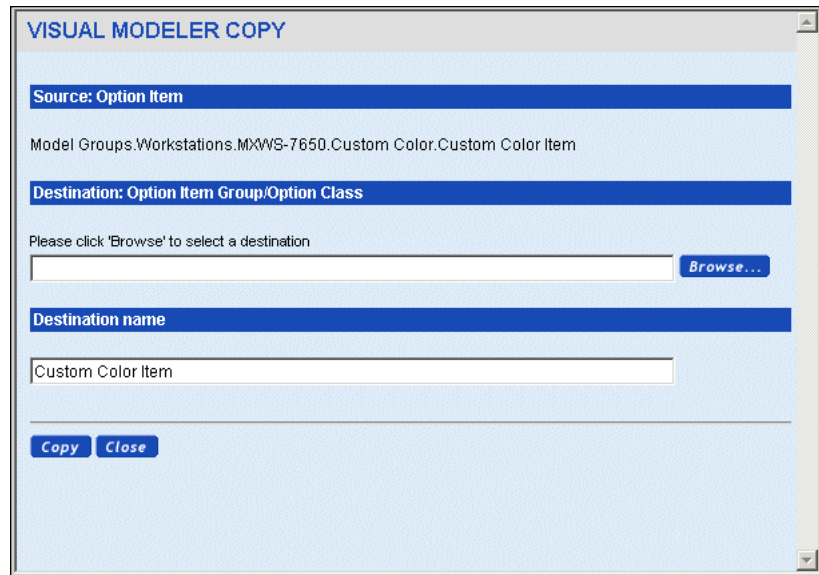 VISUAL MODELER COPY
Source: Option Item
Model Groups.Workstations.MXWS-7650.Custom Color.Custom Color Item
Destination: Option Item Group/Option Class
Please click 'Browse' to select a destination
Browse...
Destination name
Custom Color Item
Copy Close